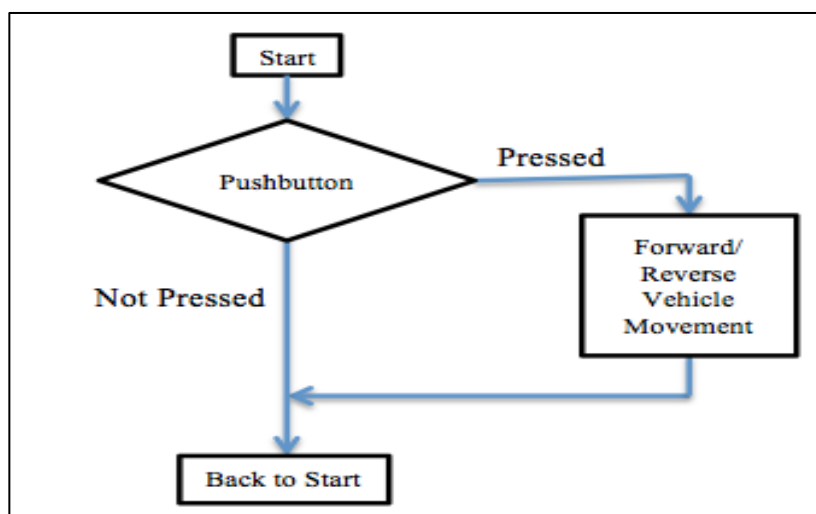 Start
Pushbutton
Pressed
Forward/
Reverse
Vehicle
Movement
Not Pressed
Back to Start